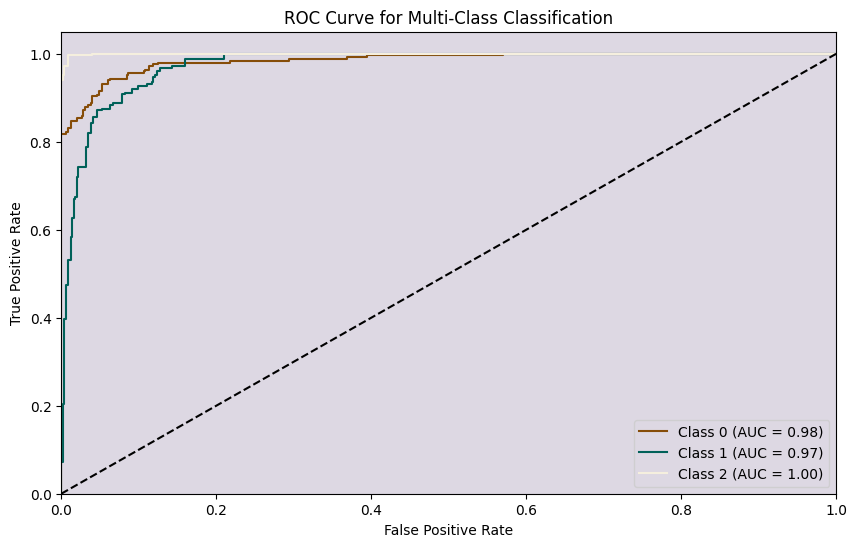 ROC Curve for Multi-Class Classification
True Positive Rate
1.0
0.8
0.6
0.4
0.2
0.0
Class 0 (AUC = 0.98)
Class 1 (AUC = 0.97)
Class 2 (AUC = 1.00)
0.0 0.2 0.4 0.6 0.8 1.0
False Positive Rate